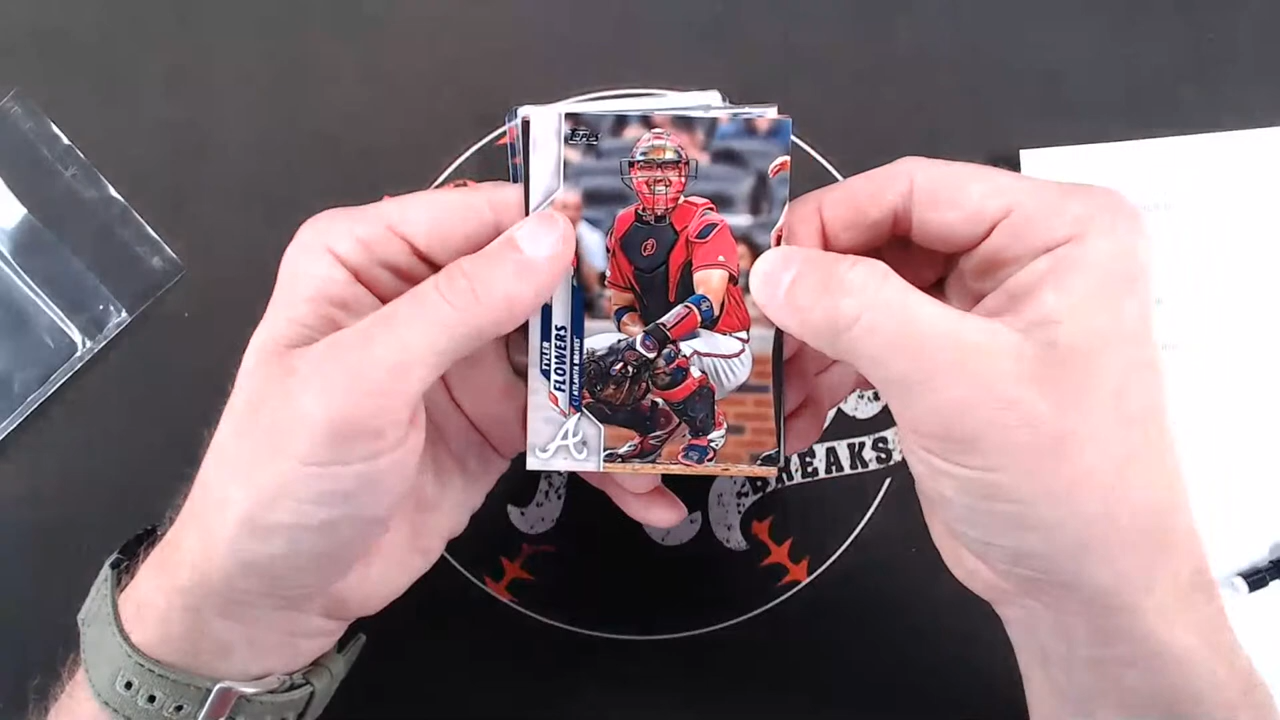 TOPPS
TYLER
FLOWERS
C | ATLANTA BRAVES
A
BREAKS